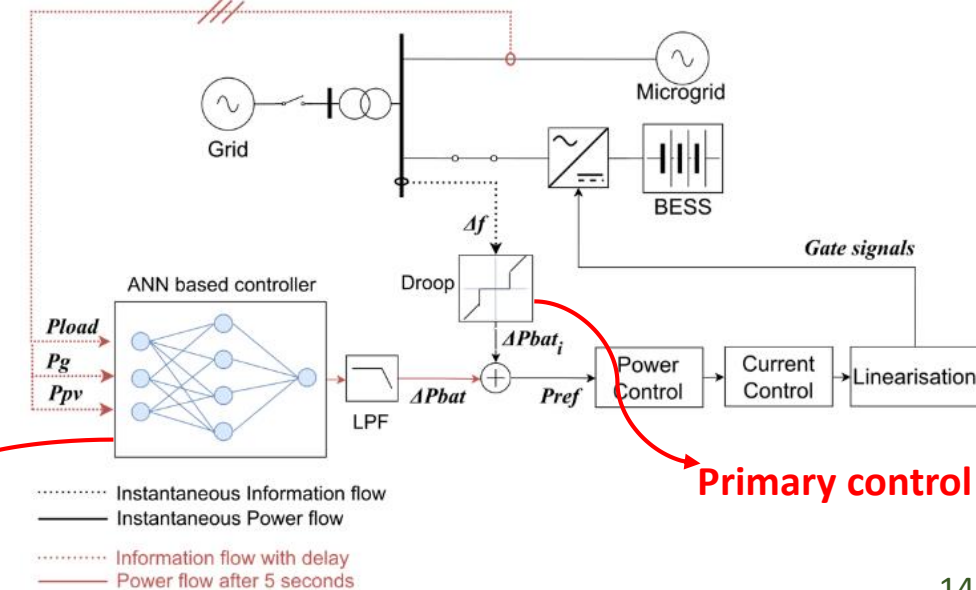 Microgrid
Grid
BESS
Δf
Gate signals
ANN based controller
Droop
Pload
ΔPbat_i
Pg
Power
Control
Current
Control
Linearisation
Ppv
ΔPbat
Pref
LPF
Primary control
Instantaneous Information flow
Instantaneous Power flow
Information flow with delay
Power flow after 5 seconds
14